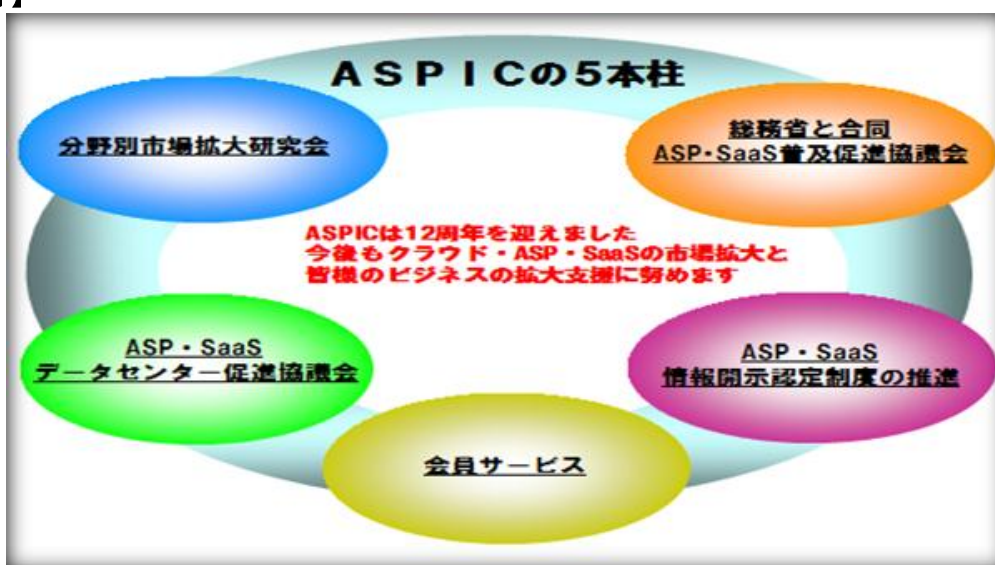 ASPICの5本柱
分野別市場拡大研究会
総務省と合同
ASP・SaaS普及促進協議会
ASPICは12周年を迎えました
今後もクラウド・ASP・SaaSの市場拡大と
皆様のビジネスの拡大支援に努めます
ASP・SaaS
データセンター促進協議会
ASP・SaaS
情報開示認定制度の推進
会員サービス